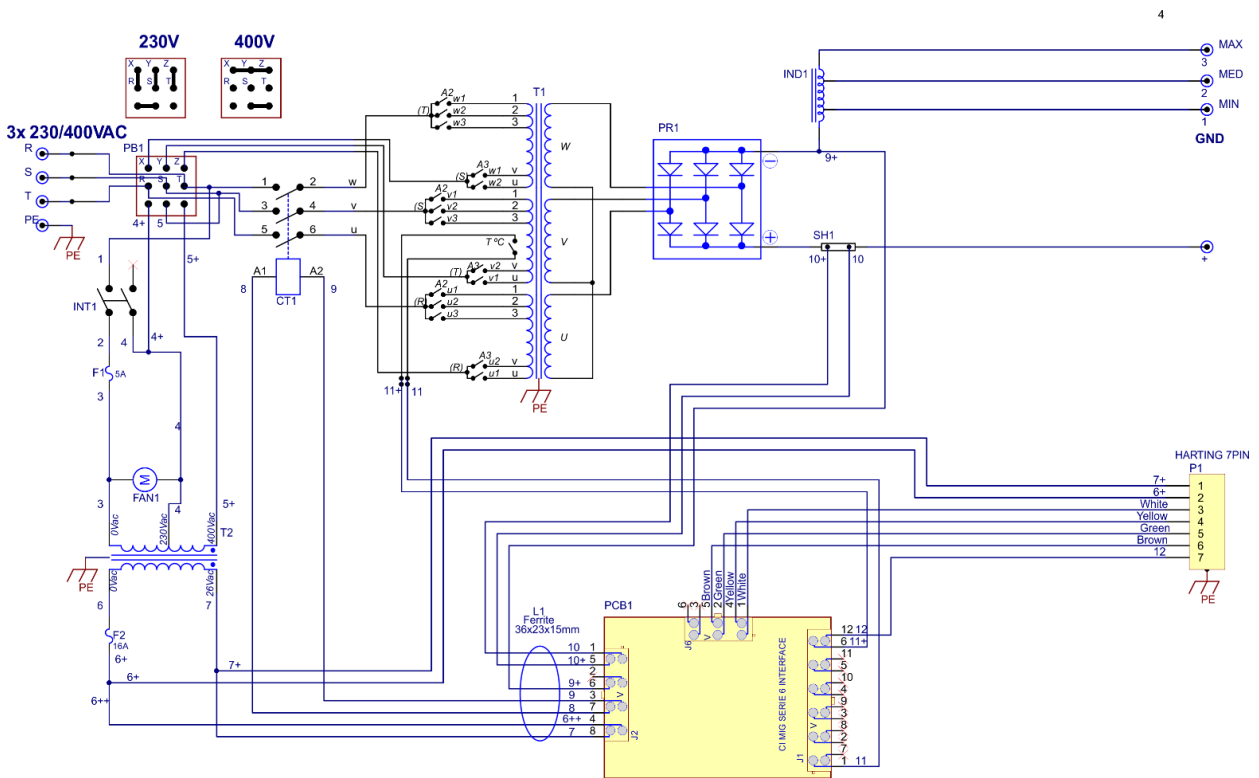 4
230V
400V
X Y Z
R S T
X Y Z
R S T
3x 230/400VAC
PB1
R
S
T
PE
PE
X Y Z
R S T
4+
5
5+
1
INT1
2
4
4+
F1
5A
3
4
M
FAN1
3
4
5+
0Vac
230Vac
400Vac
T2
PE
0Vac
26Vac
6
7
F2
16A
6+
6+
7+
6++
1
2
w
3
4
v
5
6
u
A1
A2
8
9
CT1
T1
A2
w1
w2
w3
(T)
1
2
3
W
A3
w1
w2
(S)
v
u
A2
v1
v2
v3
(S
1
2
3
T ºC
V
A3
v2
v1
(T)
v
u
A2
u1
u2
u3
(R
1
2
3
U
A3
u2
u1
(R)
v
u
11+
11
PE
PR1
9+
IND1
MAX
3
MED
2
MIN
1
GND
SH1
10+
10
+
HARTING 7PIN
P1
7+
1
6+
2
White
3
Yellow
4
Green
5
Brown
6
12
7
PE
L1
Ferrite
36x23x15mm
PCB1
6
3
5 Brown
2 Green
4 Yellow
1 White
J6
V
10
1
10+
5
2
9+
6
9
3
8
7
6++
4
7
8
V
J2
CI MIG SERIE 6 INTERFACE
12
12
6
11+
11
5
10
4
9
3
8
2
7
1
11
V
J1